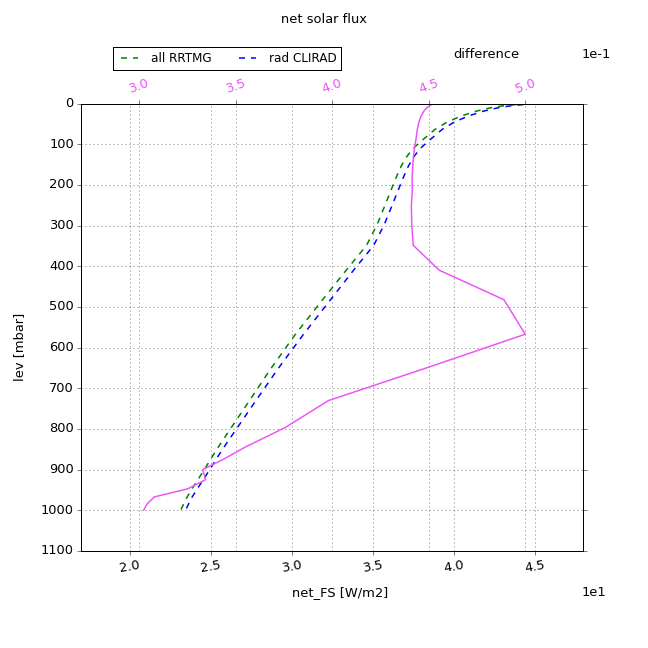 net solar flux
all RRTMG rad CLIRAD difference 1e-1
3.0 3.5 4.0 4.5 5.0
0
100
200
300
400
500
600
700
800
900
1000
1100
lev [mbar]
2.0 2.5 3.0 3.5 4.0 4.5
net_FS [W/m2] 1e1